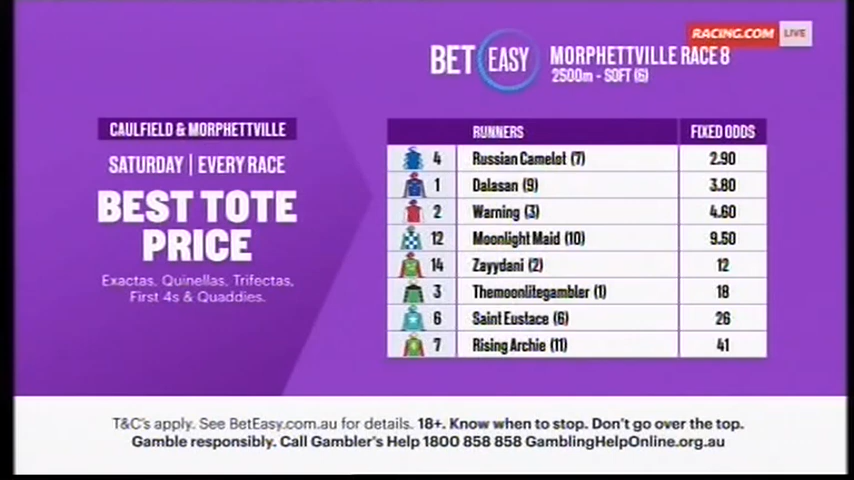 RACING.COM LIVE
BET EASY MORPHETTVILLE RACE 8
2500m - SOFT (6)
CAULFIELD & MORPHETTVILLE
SATURDAY | EVERY RACE
BEST TOTE
PRICE
Exactas, Quinellas, Trifectas,
First 4s & Quaddies.
RUNNERS FIXED ODDS
4 Russian Camelot (7) 2.90
1 Dalasan (9) 3.80
2 Warning (3) 4.60
12 Moonlight Maid (10) 9.50
14 Zayydani (2) 12
3 Themoonlitegambler (1) 18
6 Saint Eustace (6) 26
7 Rising Archie (11) 41
T&C's apply. See BetEasy.com.au for details. 18+. Know when to stop. Don't go over the top.
Gamble responsibly. Call Gambler's Help 1800 858 858 GamblingHelpOnline.org.au